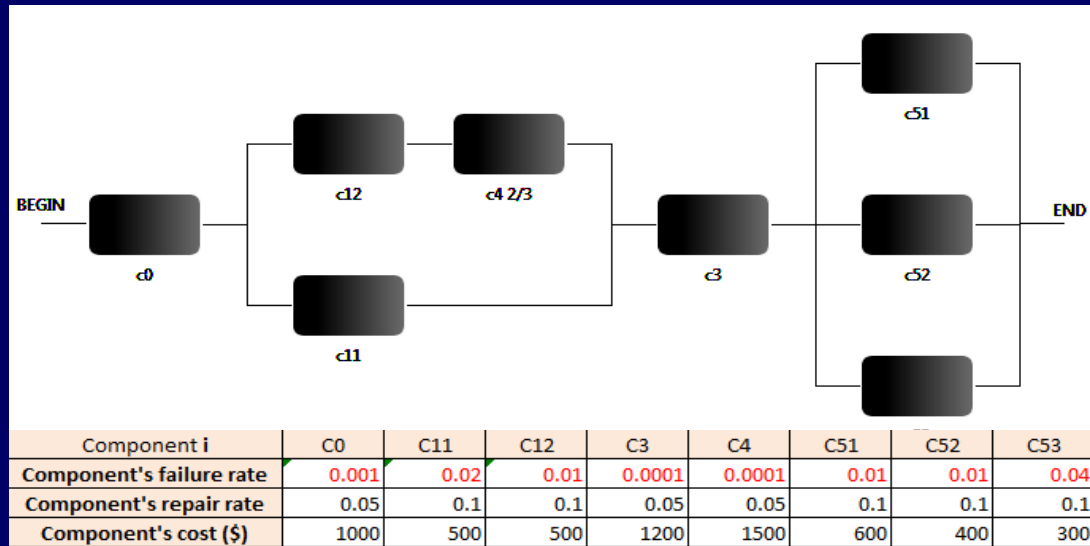 c51
c12
c4 2/3
BEGIN
END
c0
c3
c52
c11
Component i C0 C11 C12 C3 C4 C51 C52 C53
Component's failure rate 0.001 0.02 0.01 0.0001 0.0001 0.01 0.01 0.04
Component's repair rate 0.05 0.1 0.1 0.05 0.05 0.1 0.1 0.1
Component's cost ($) 1000 500 500 1200 1500 600 400 300